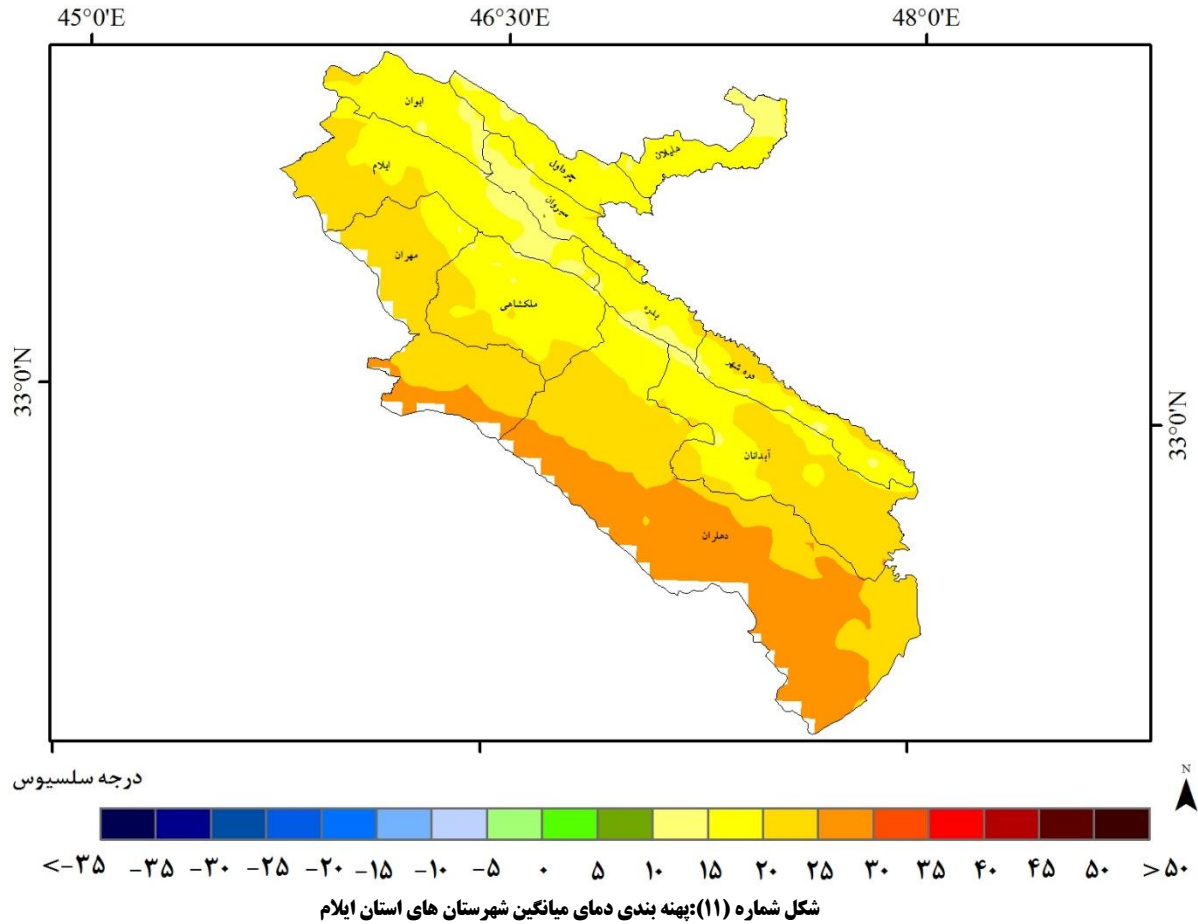 45°0'E 46°30'E 48°0'E
ایوان
هلیلان
چرداول
ایلام
سیروان
مهران
ملکشاهی
بدره
دره شهر
33°0'N
33°0'N
آبدانان
دهلران
درجه سلسیوس
N
<-۳۵ -۳۵ -۳۰ -۲۵ -۲۰ -۱۵ -۱۰ -۵ ۰ ۵ ۱۰ ۱۵ ۲۰ ۲۵ ۳۰ ۳۵ ۴۰ ۴۵ ۵۰ >۵۰
شکل شماره (۱۱):پهنه بندی دمای میانگین شهرستان های استان ایلام